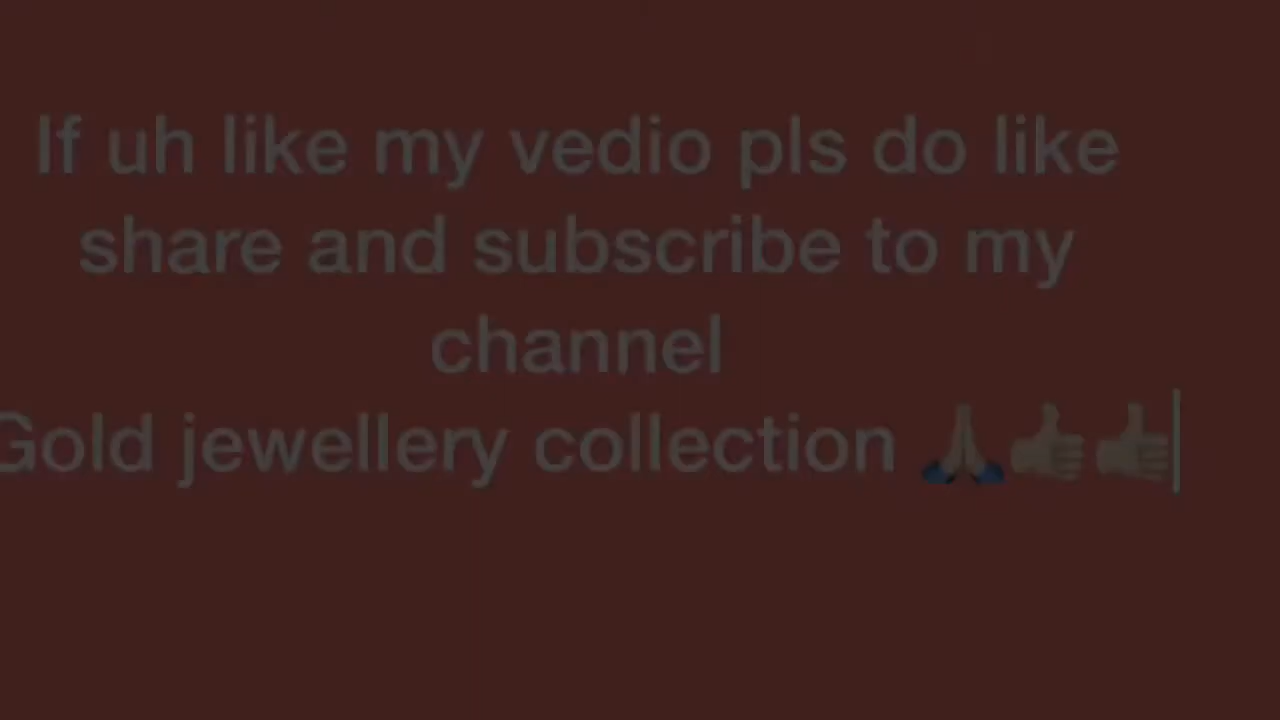 If uh like my vedio pls do like
share and subscribe to my
channel
Gold jewellery collection 🙏🏼👍🏼👍🏼